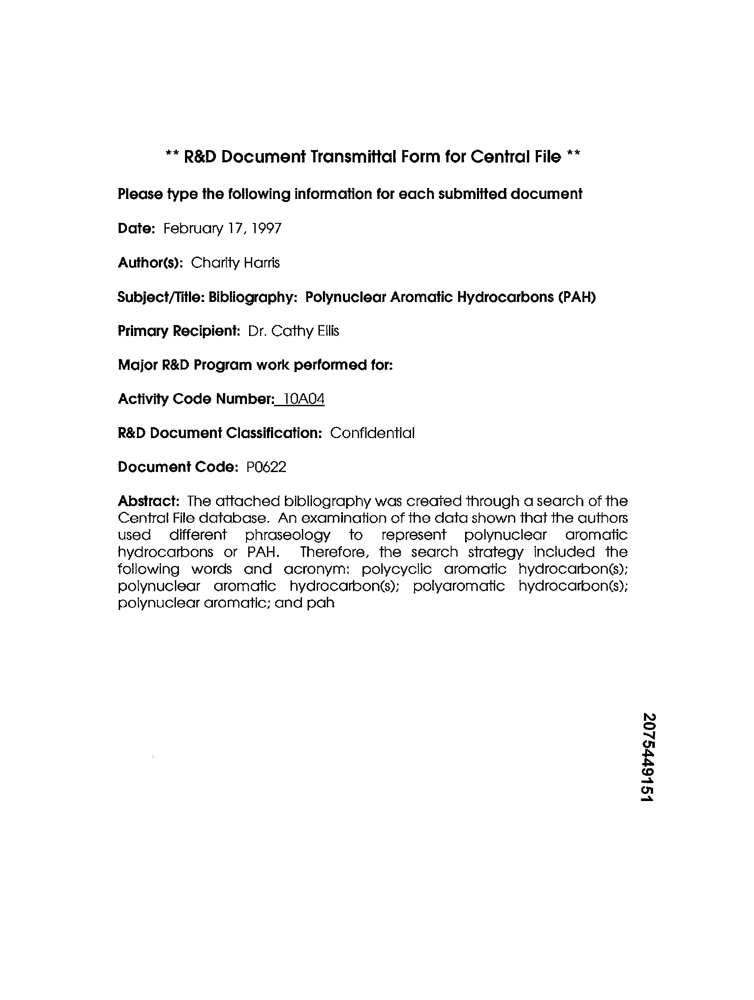 ** R&D Document Transmittal Form for Central File **
Please type the following information for each submitted document
Date: February 17, 1997
Author(s): Charity Harris
Subject/Title: Bibliography: Polynuclear Aromatic Hydrocarbons (PAH)
Primary Recipient: Dr. Cathy Ellis
Major R&D Program work performed for:
Activity Code Number: 10A04
R&D Document Classification: Confidential
Document Code: P0622
Abstract: The attached bibliography was created through a search of the
Central File database. An examination of the data shown that the authors
used different phraseology to represent polynuclear aromatic
hydrocarbons or PAH. Therefore, the search strategy included the
following words and acronym: polycyclic aromatic hydrocarbon(s);
polynuclear aromatic hydrocarbon(s); polyaromatic hydrocarbon(s);
polynuclear aromatic; and pah
2075449151